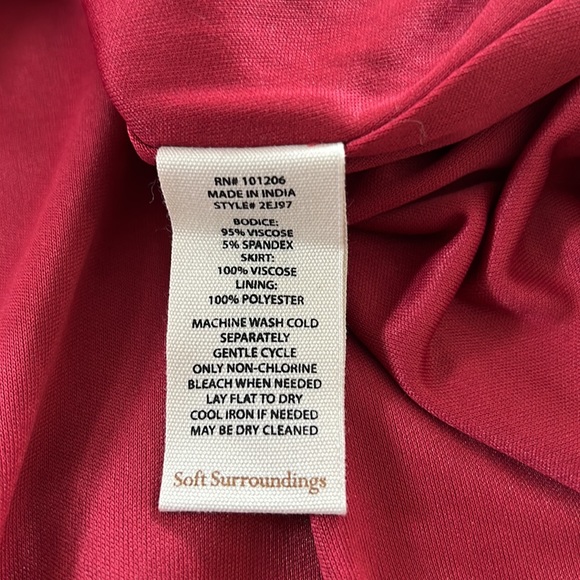 RN# 101206
MADE IN INDIA
STYLE# 2EJ97
BODICE:
95% VISCOSE
5% SPANDEX
SKIRT:
100% VISCOSE
LINING:
100% POLYESTER
MACHINE WASH COLD
SEPARATELY
GENTLE CYCLE
ONLY NON-CHLORINE
BLEACH WHEN NEEDED
LAY FLAT TO DRY
COOL IRON IF NEEDED
MAY BE DRY CLEANED
Soft Surroundings